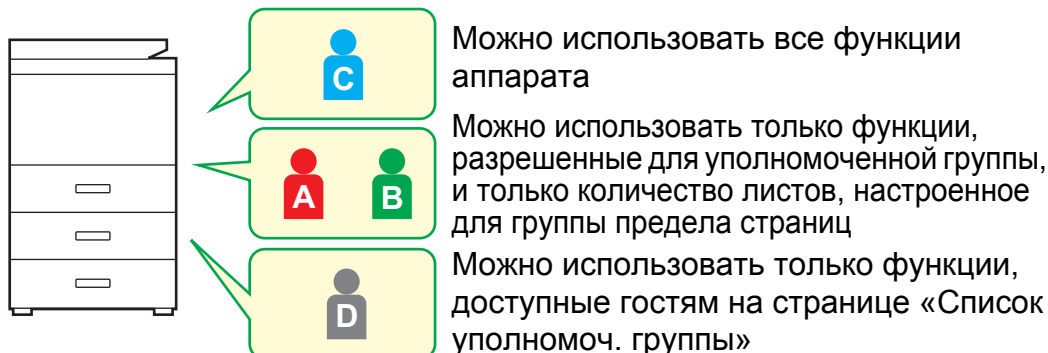 C
Можно использовать все функции
аппарата
A B
Можно использовать только функции,
разрешенные для уполномоченной группы,
и только количество листов, настроенное
для группы предела страниц
D
Можно использовать только функции,
доступные гостям на странице «Список
уполномоч. группы»